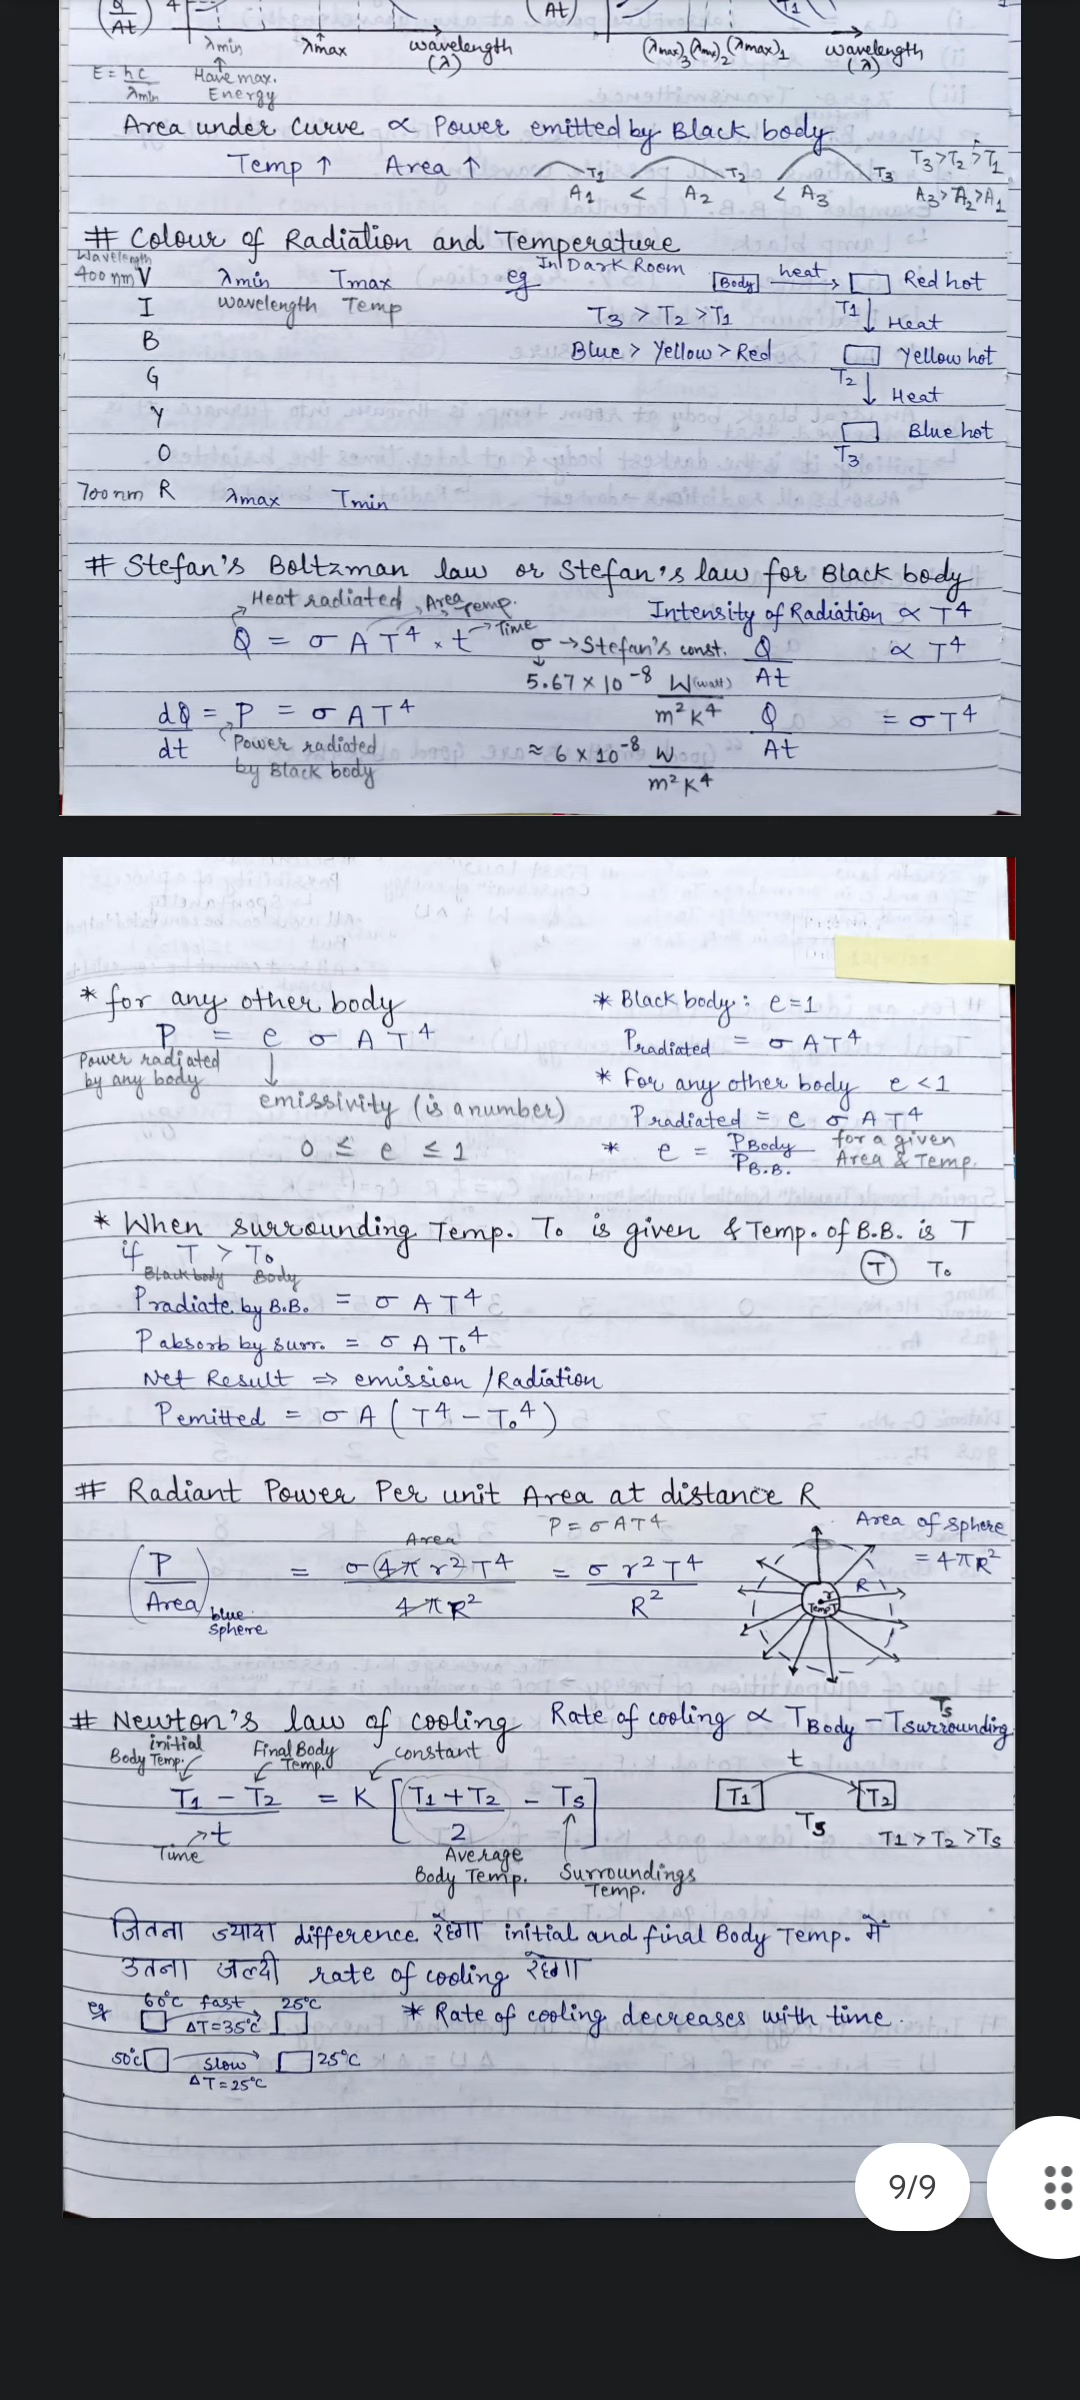 Q/At 4
At) T1
λmin λmax wavelength (λ) (λmax)3 (λmax)2 (λmax)1 wavelength (λ)
E = hc/λmin Have max. Energy
Area under Curve ∝ Power emitted by Black body
Temp ↑ Area ↑ T1 T2 T3 T3>T2>T1
A1 < A2 < A3 A3>A2>A1
# Colour of Radiation and Temperature
Wavelength
400 nm V λmin Tmax eg In Dark Room Body heat → Red hot
I wavelength Temp T3 > T2 > T1 T1 ↓ Heat
B Blue > Yellow > Red Yellow hot
G T2 ↓ Heat
Y
O Blue hot T3
700nm R λmax Tmin
# Stefan's Boltzman law or Stefan's law for Black body
Heat radiated Area Temp. Intensity of Radiation ∝ T4
Q = σ A T4 × t → Time σ → Stefan's const. Q/At ∝ T4
5.67 × 10-8 W(watt)/m2K4
dQ/dt = P = σ A T4 Q/At = σT4
Power radiated by Black body ≈ 6 × 10-8 W/m2K4
* for any other body * Black body : e=1
P = e σ A T4 Pradiated = σ A T4
Power radiated by any body * For any other body e < 1
emissivity (is a number) Pradiated = e σ A T4
0 ≤ e ≤ 1 * e = PBody/PB.B. for a given Area & Temp.
* When surrounding Temp. To is given & Temp. of B.B. is T
if T > To T To
Black body Body
Pradiate by B.B. = σ A T4
Pabsorb by surr. = σ A To4
Net Result ⇒ emission / Radiation
Pemitted = σ A ( T4 - To4 )
# Radiant Power Per unit Area at distance R
Area P = σAT4 Area of sphere = 4πR2
(P/Area) blue sphere = σ 4πr2 T4 / 4πR2 = σ r2 T4 / R2 R r Temp T
# Newton's law of cooling Rate of cooling ∝ TBody - Tsurrounding Ts
initial Body Temp. Final Body Temp. constant t
T1 - T2 / t = K [ T1 + T2 / 2 - Ts ] T1 T2
Time Ts T1 > T2 > Ts
Average Body Temp. Surroundings Temp.
जितना ज्यादा difference रहेगा initial and final Body Temp. में
उतना जल्दी rate of cooling रहेगा
eg 60°c fast 25°c * Rate of cooling decreases with time.
ΔT=35°c
50°c slow 25°c
ΔT=25°c
9/9